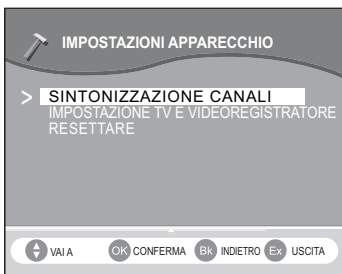 IMPOSTAZIONI APPARECCHIO
> SINTONIZZAZIONE CANALI
IMPOSTAZIONE TV E VIDEOREGISTRATORE
RESETTARE
VAI A OK CONFERMA Bk INDIETRO Ex USCITA